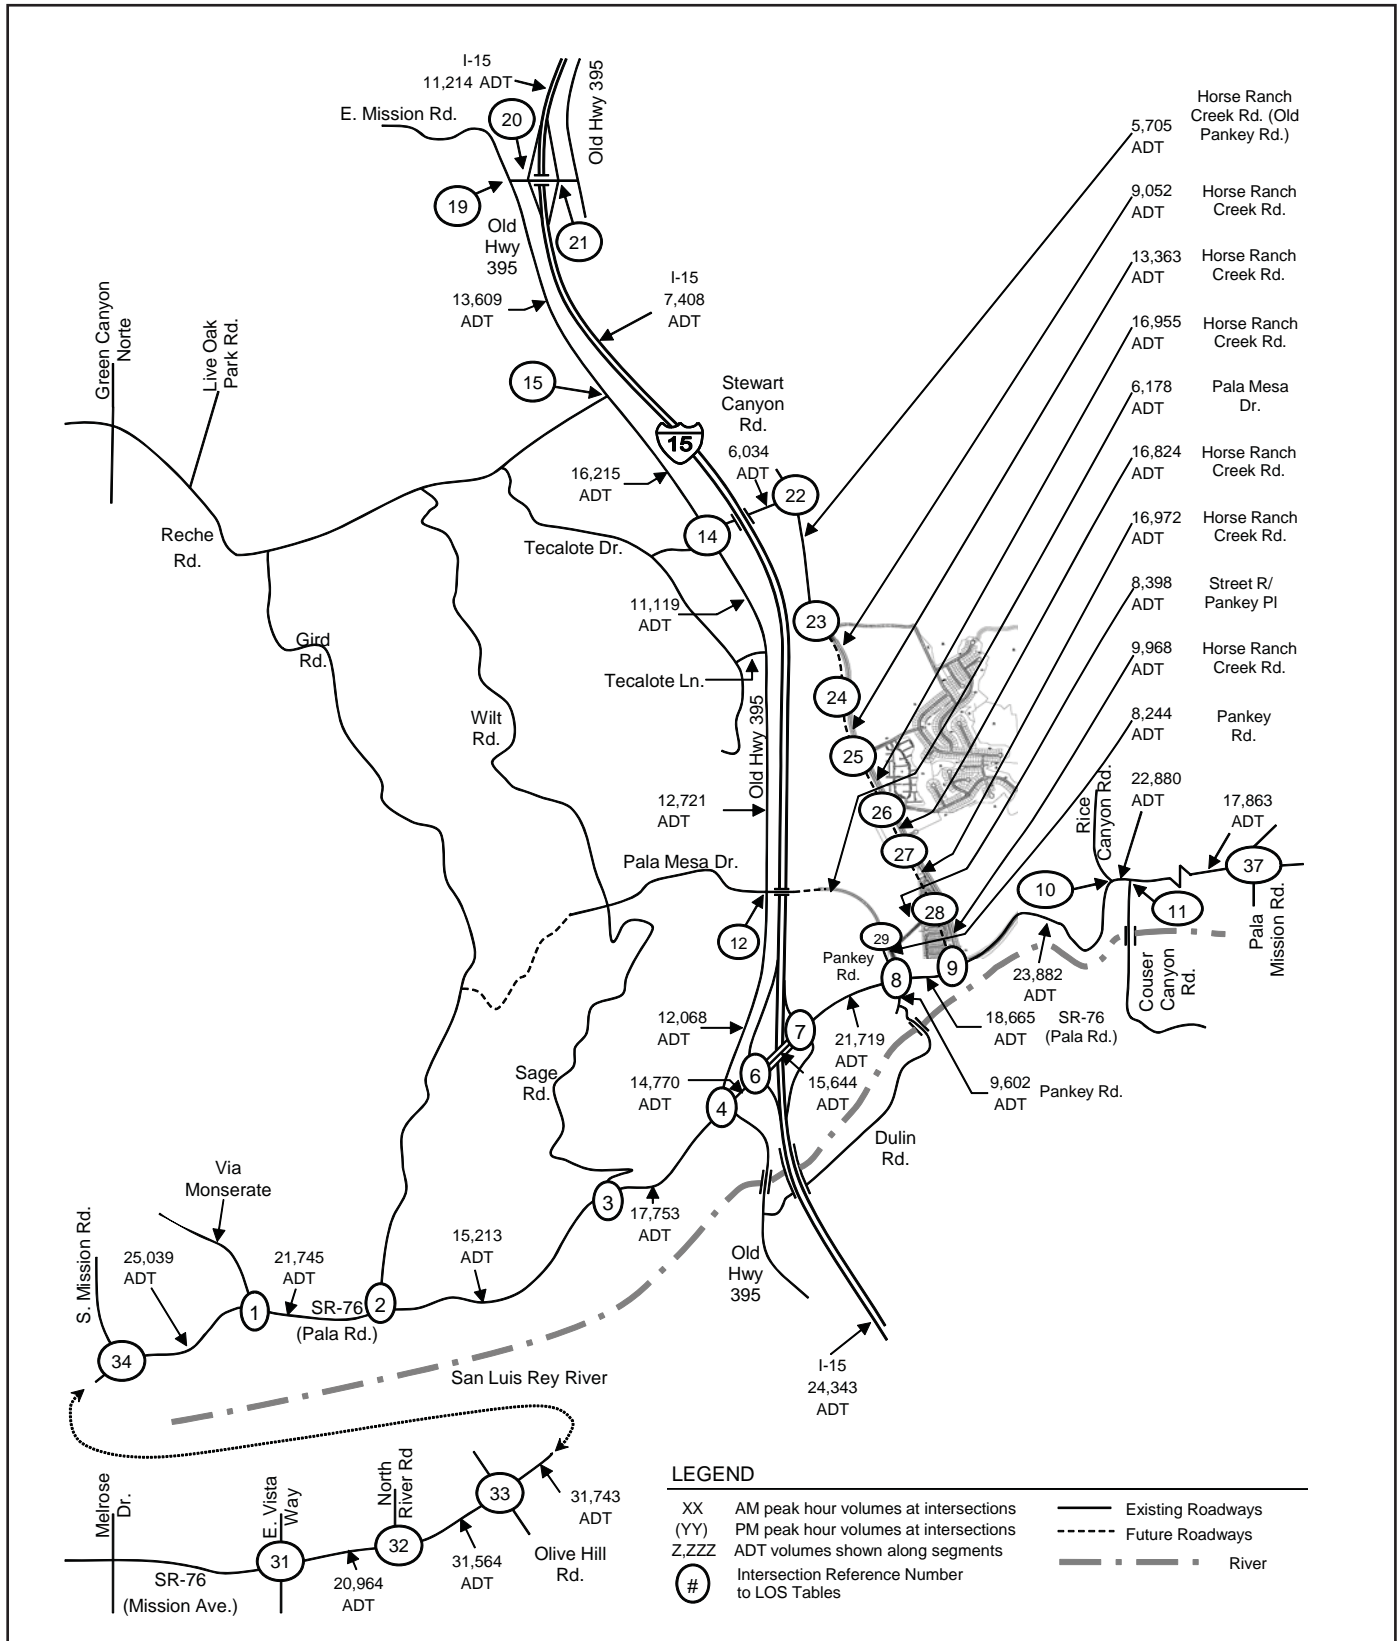 I-15
11,214 ADT
E. Mission Rd.
20
Old Hwy 395
19
21
Old
Hwy
395
13,609
ADT
I-15
7,408
ADT
Green Canyon
Norte
Live Oak
Park Rd.
15
15
Stewart
Canyon
Rd.
6,034
ADT
16,215
ADT
22
14
Reche
Rd.
Tecalote Dr.
11,119
ADT
23
Gird
Rd.
Tecalote Ln.
24
Wilt
Rd.
Old Hwy 395
25
12,721
ADT
26
27
Pala Mesa Dr.
28
12
29
Pankey
Rd.
9
8
5,705
ADT
Horse Ranch
Creek Rd. (Old
Pankey Rd.)
9,052
ADT
Horse Ranch
Creek Rd.
13,363
ADT
Horse Ranch
Creek Rd.
16,955
ADT
Horse Ranch
Creek Rd.
6,178
ADT
Pala Mesa
Dr.
16,824
ADT
Horse Ranch
Creek Rd.
16,972
ADT
Horse Ranch
Creek Rd.
8,398
ADT
Street R/
Pankey Pl
9,968
ADT
Horse Ranch
Creek Rd.
8,244
ADT
Pankey
Rd.
Rice
Canyon Rd.
22,880
ADT
17,863
ADT
37
10
11
Pala
Mission Rd.
Couser
Canyon
Rd.
23,882
ADT
SR-76
(Pala Rd.)
18,665
ADT
21,719
ADT
9,602
ADT
Pankey Rd.
12,068
ADT
7
6
15,644
ADT
14,770
ADT
4
Sage
Rd.
Dulin
Rd.
3
17,753
ADT
Via
Monserate
S. Mission Rd.
25,039
ADT
21,745
ADT
15,213
ADT
1
SR-76
(Pala Rd.)
2
34
Old
Hwy
395
I-15
24,343
ADT
San Luis Rey River
Melrose
Dr.
E. Vista
Way
North
River Rd
33
31,743
ADT
31
32
SR-76
(Mission Ave.)
20,964
ADT
31,564
ADT
Olive Hill
Rd.
LEGEND
XX AM peak hour volumes at intersections
(YY) PM peak hour volumes at intersections
Z,ZZZ ADT volumes shown along segments
# Intersection Reference Number
to LOS Tables
Existing Roadways
Future Roadways
River